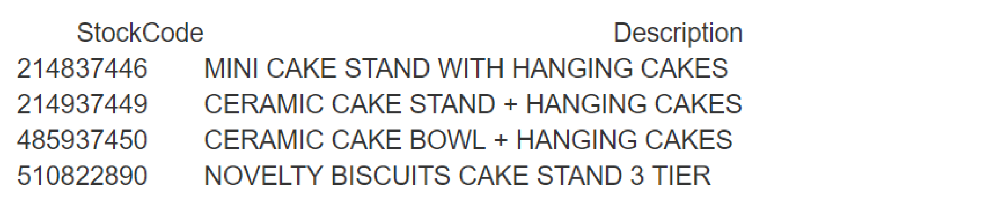 StockCode Description
214837446 MINI CAKE STAND WITH HANGING CAKES
214937449 CERAMIC CAKE STAND + HANGING CAKES
485937450 CERAMIC CAKE BOWL + HANGING CAKES
510822890 NOVELTY BISCUITS CAKE STAND 3 TIER